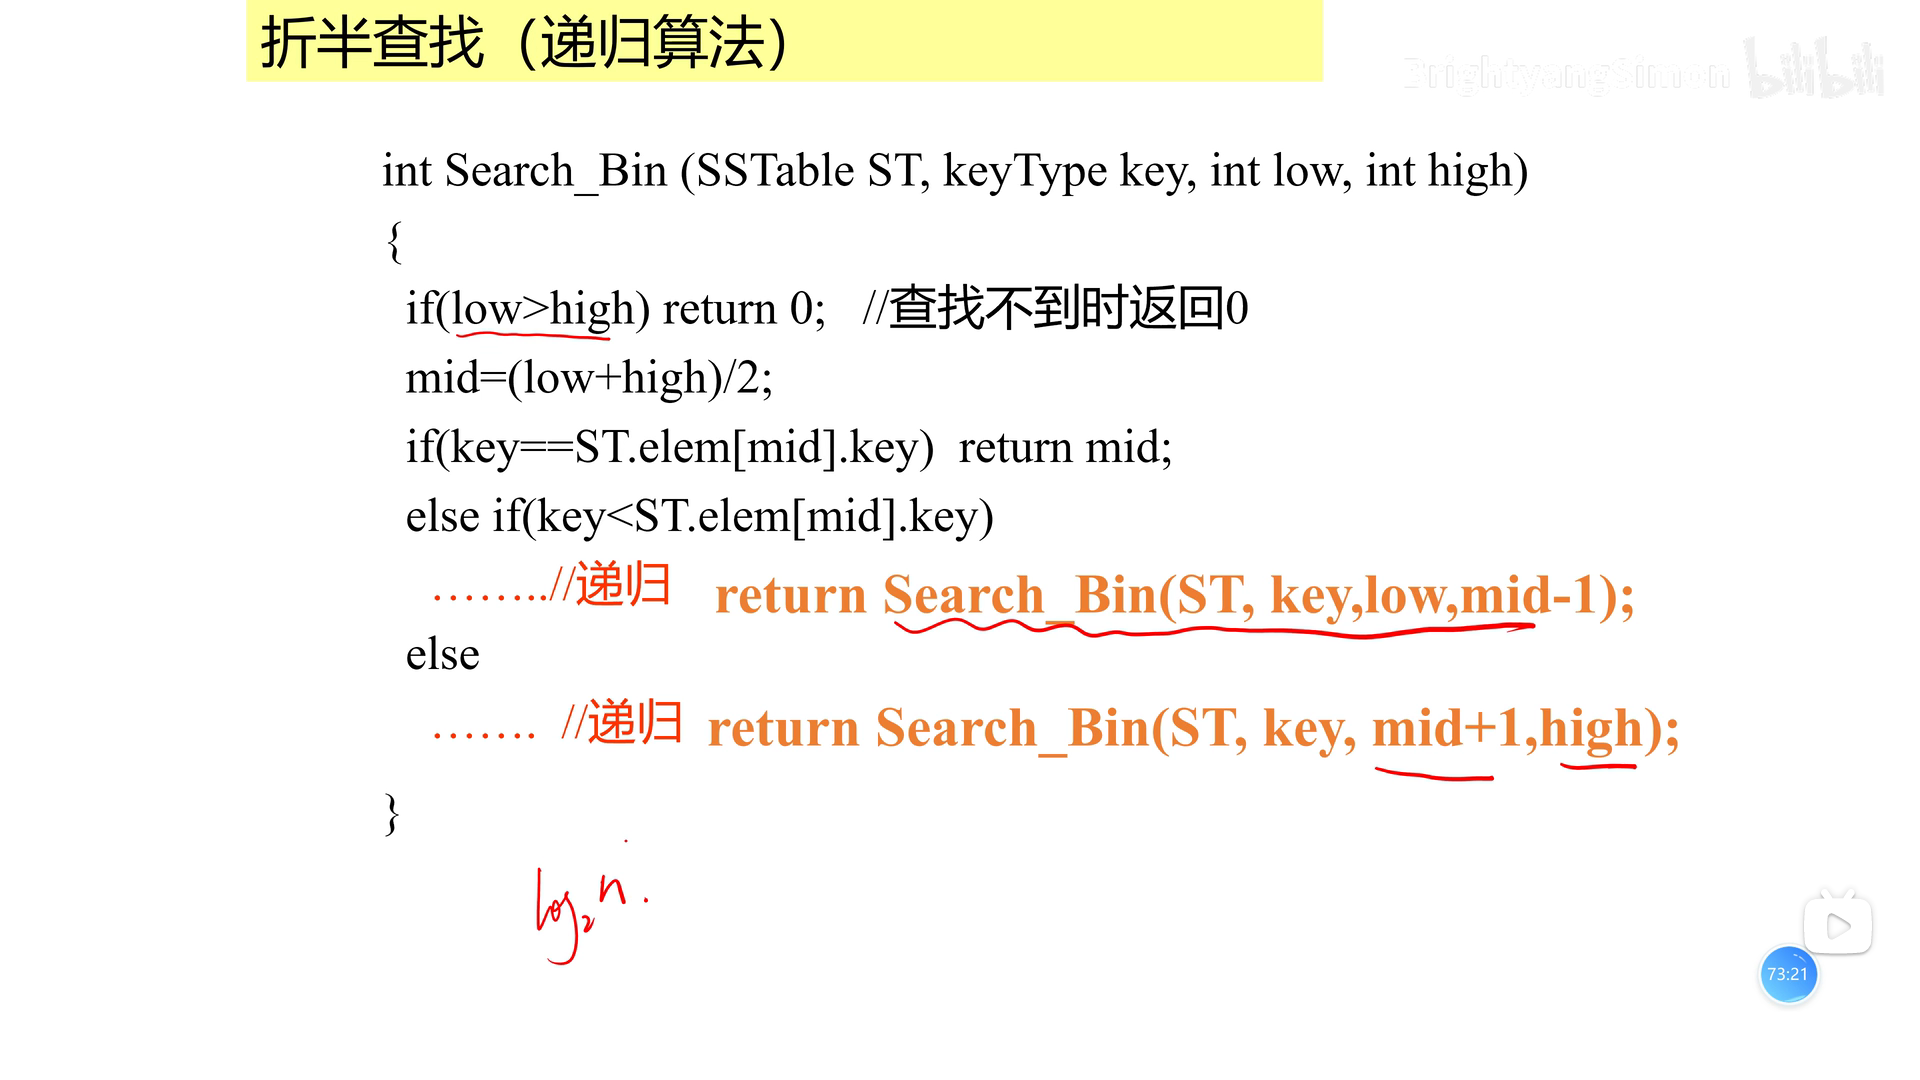 折半查找（递归算法）
BrightyangSimon bilibili
int Search_Bin (SSTable ST, keyType key, int low, int high)
{
if(low>high) return 0; //查找不到时返回0
mid=(low+high)/2;
if(key==ST.elem[mid].key) return mid;
else if(key<ST.elem[mid].key)
……..//递归 return Search_Bin(ST, key,low,mid-1);
else
……. //递归 return Search_Bin(ST, key, mid+1,high);
}
log₂n.
73:21